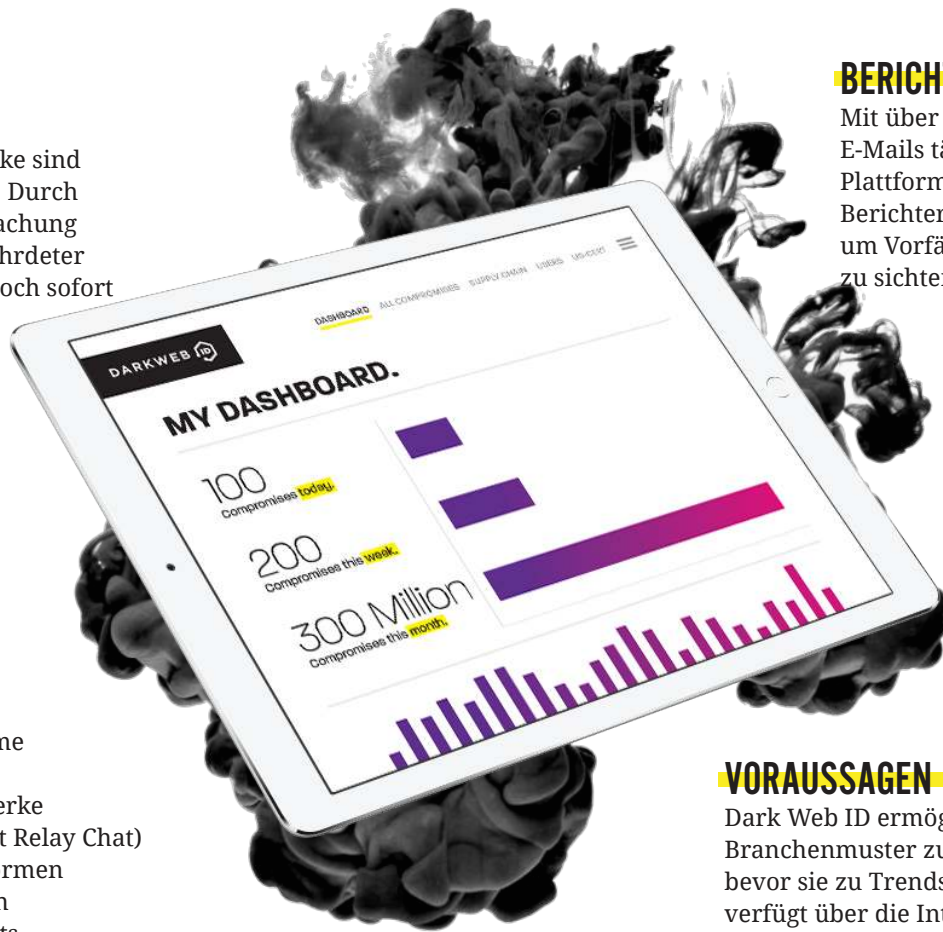 ke sind
Durch
achung
hrdeter
och sofort
BERICH
Mit über
E-Mails tä
Plattform
Berichter
um Vorfä
zu sichte
DASHBOARD ALL COMPROMISES SUPPLY CHAIN USERS US-CERT
DARKWEB ID
MY DASHBOARD.
100
Compromises today.
200
Compromises this week.
300 Million
Compromises this month.
ne
erke
t Relay Chat)
ormen
n
VORAUSSAGEN
Dark Web ID ermög
Branchenmuster zu
bevor sie zu Trends
verfügt über die Int